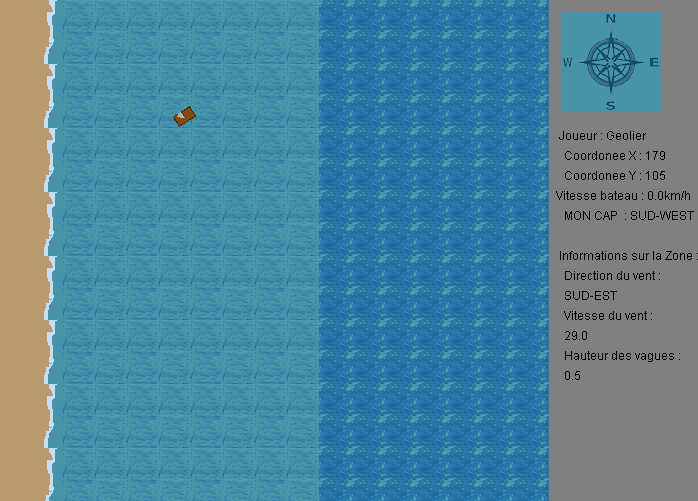 N
W E
S
Joueur : Geolier
Coordonee X : 179
Coordonee Y : 105
Vitesse bateau : 0.0km/h
MON CAP : SUD-WEST
Informations sur la Zone :
Direction du vent :
SUD-EST
Vitesse du vent :
29.0
Hauteur des vagues :
0.5